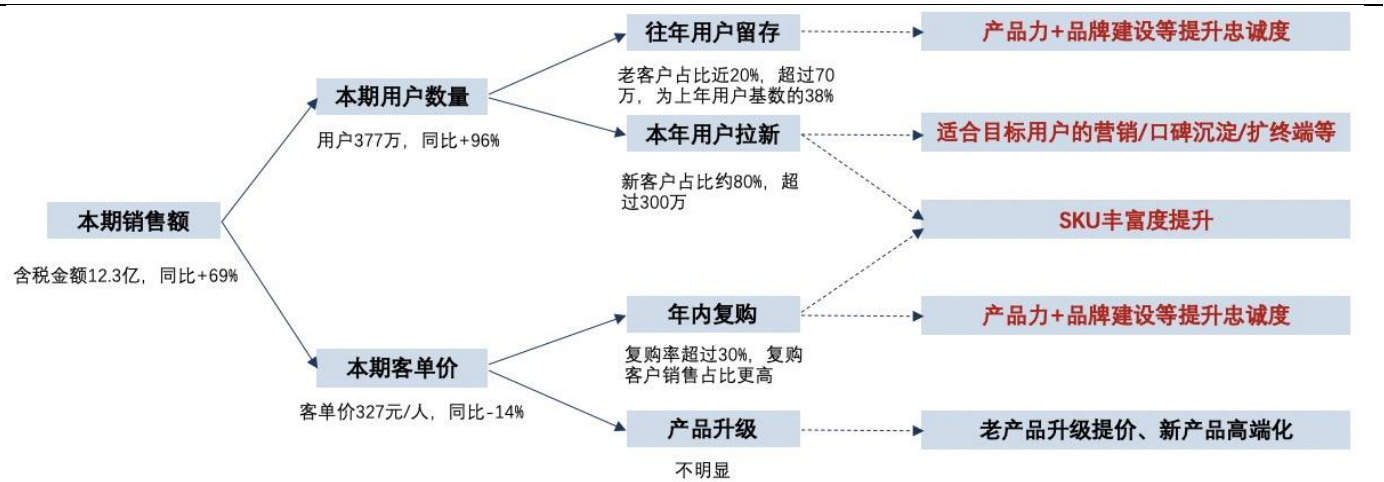 往年用户留存
产品力+品牌建设等提升忠诚度
老客户占比近20%，超过70
万，为上年用户基数的38%
本期用户数量
用户377万，同比+96%
本年用户拉新
适合目标用户的营销/口碑沉淀/扩终端等
新客户占比约80%，超
过300万
本期销售额
含税金额12.3亿，同比+69%
SKU丰富度提升
年内复购
产品力+品牌建设等提升忠诚度
复购率超过30%，复购
客户销售占比更高
本期客单价
客单价327元/人，同比-14%
产品升级
老产品升级提价、新产品高端化
不明显